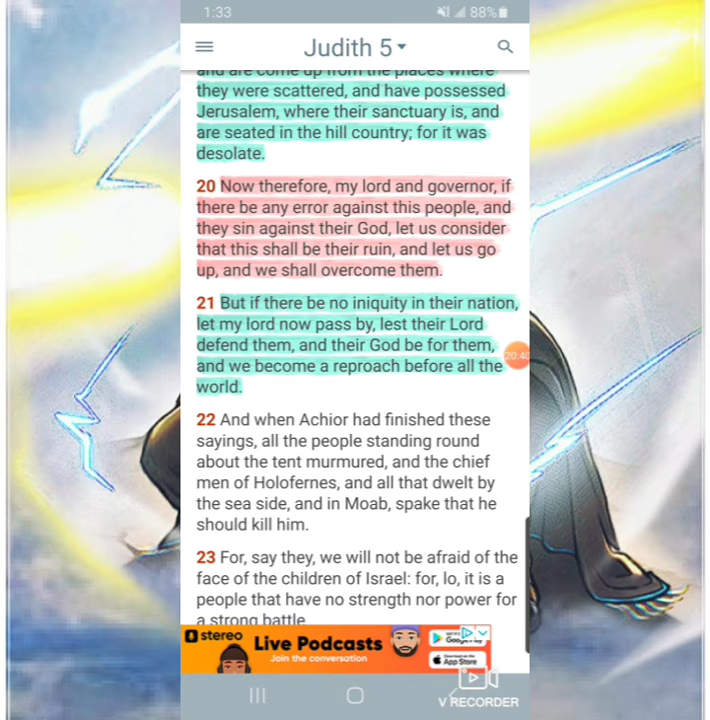 1:33
88%
Judith 5
and are come up from the places where
they were scattered, and have possessed
Jerusalem, where their sanctuary is, and
are seated in the hill country; for it was
desolate.
20 Now therefore, my lord and governor, if
there be any error against this people, and
they sin against their God, let us consider
that this shall be their ruin, and let us go
up, and we shall overcome them.
21 But if there be no iniquity in their nation,
let my lord now pass by, lest their Lord
defend them, and their God be for them,
and we become a reproach before all the
world.
20:40
22 And when Achior had finished these
sayings, all the people standing round
about the tent murmured, and the chief
men of Holofernes, and all that dwelt by
the sea side, and in Moab, spake that he
should kill him.
23 For, say they, we will not be afraid of the
face of the children of Israel: for, lo, it is a
people that have no strength nor power for
a strong battle
stereo
Live Podcasts
Join the conversation
App Store
V RECORDER